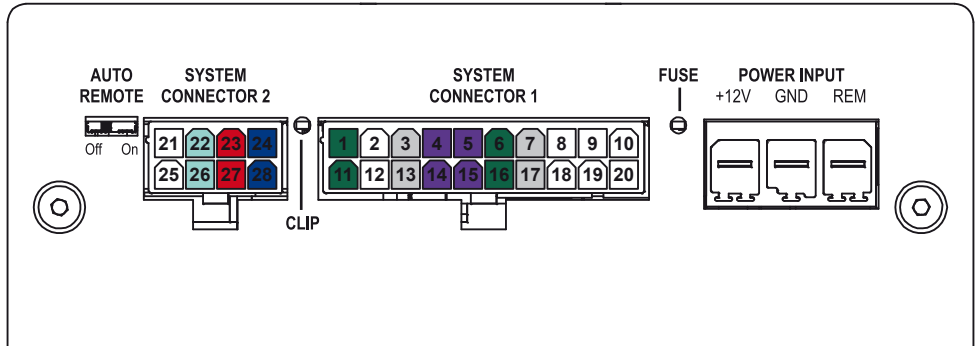 AUTO REMOTE
SYSTEM CONNECTOR 2
SYSTEM CONNECTOR 1
FUSE
POWER INPUT
+12V GND REM
Off On
21 22 23 24
25 26 27 28
CLIP
1 2 3 4 5 6 7 8 9 10
11 12 13 14 15 16 17 18 19 20